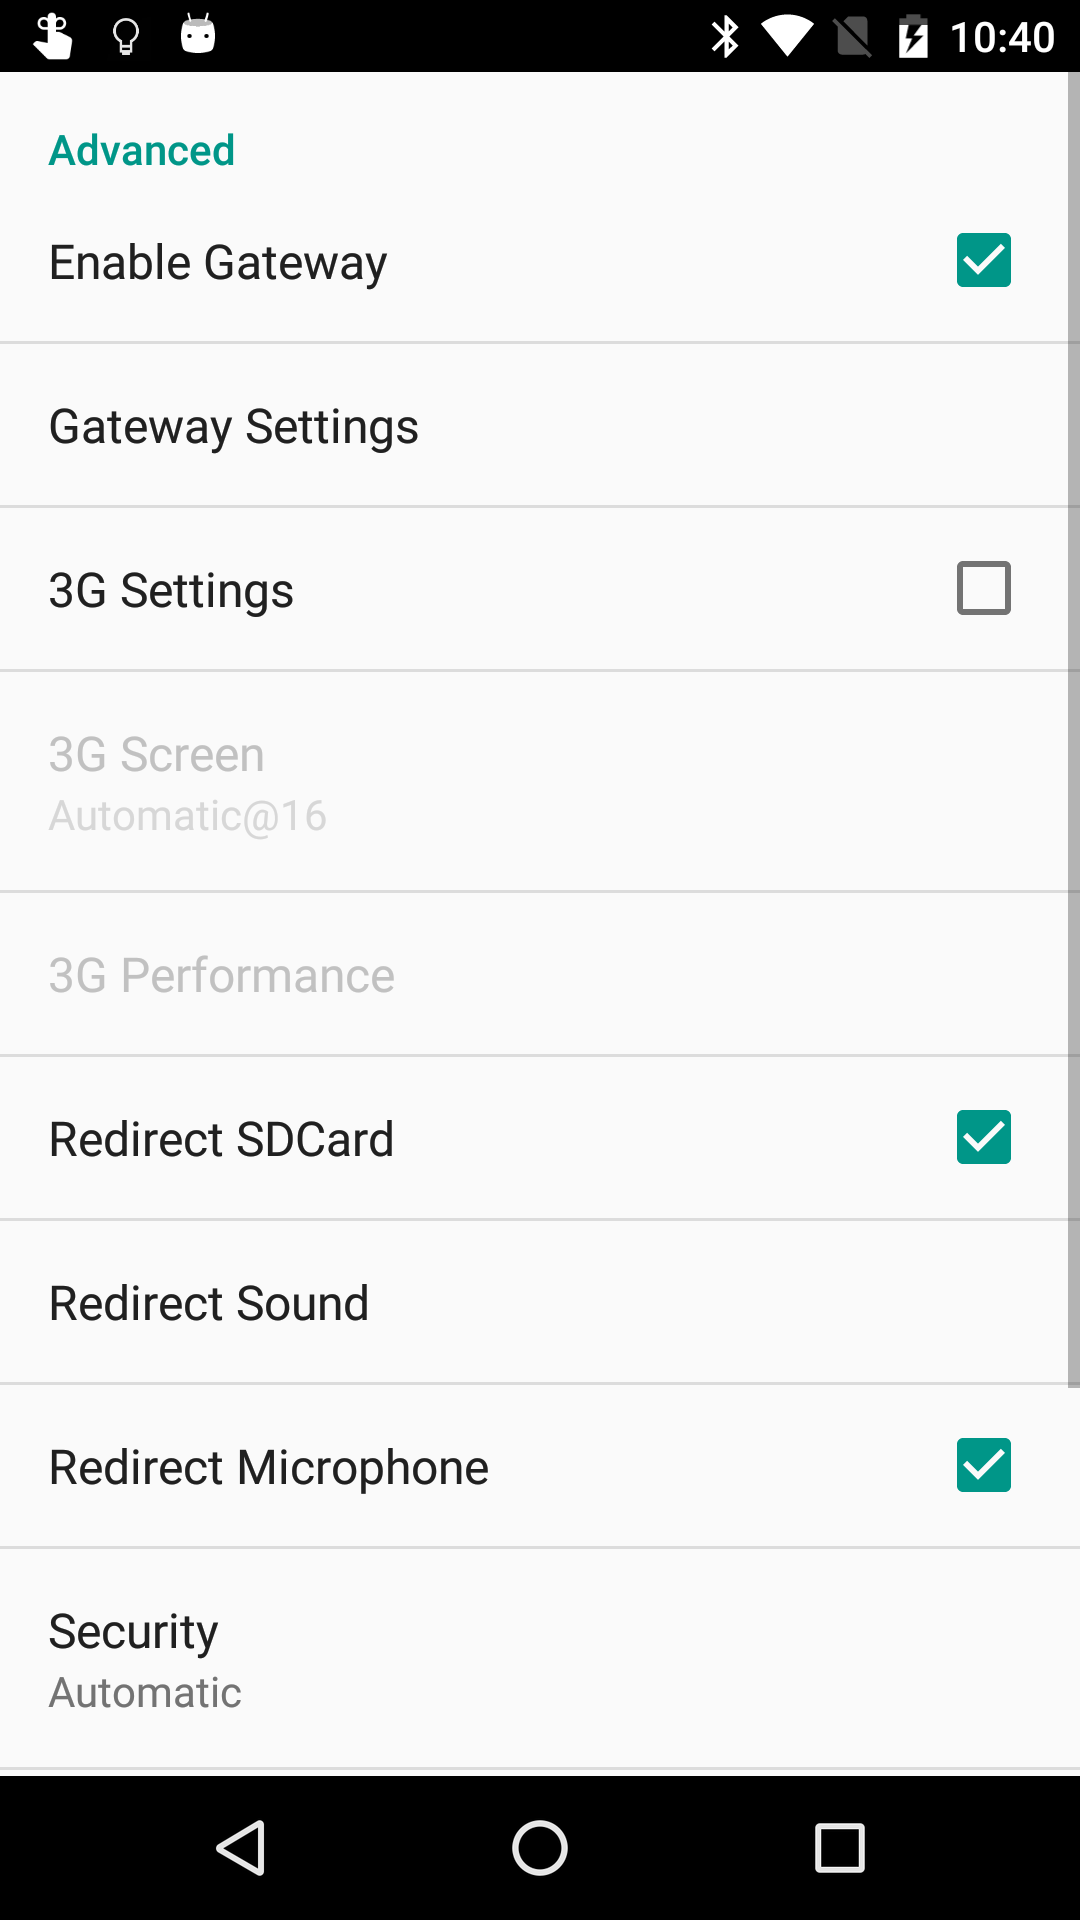 10:40
Advanced
Enable Gateway
Gateway Settings
3G Settings
3G Screen
Automatic@16
3G Performance
Redirect SDCard
Redirect Sound
Redirect Microphone
Security
Automatic